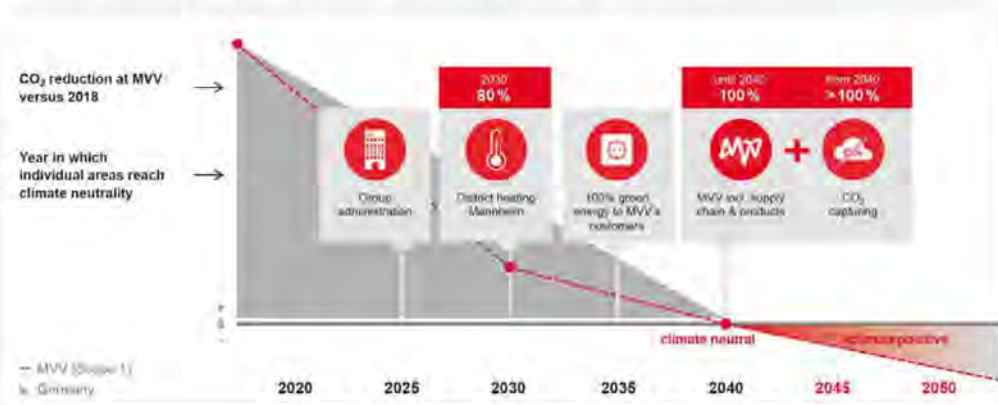 CO₂ reduction at MVV
versus 2018
2030
80 %
until 2040
100 %
from 2040
> 100 %
Year in which
individual areas reach
climate neutrality
Group
administration
District heating
Mannheim
100% green
energy to MVV's
customers
MVV incl. supply
chain & products
CO₂
capturing
climate neutral
climate positive
MVV (Scope 1)
Germany
2020
2025
2030
2035
2040
2045
2050